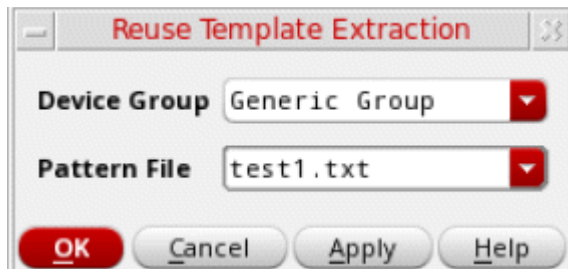 Reuse Template Extraction
Device Group Generic Group
Pattern File test1.txt
OK Cancel Apply Help